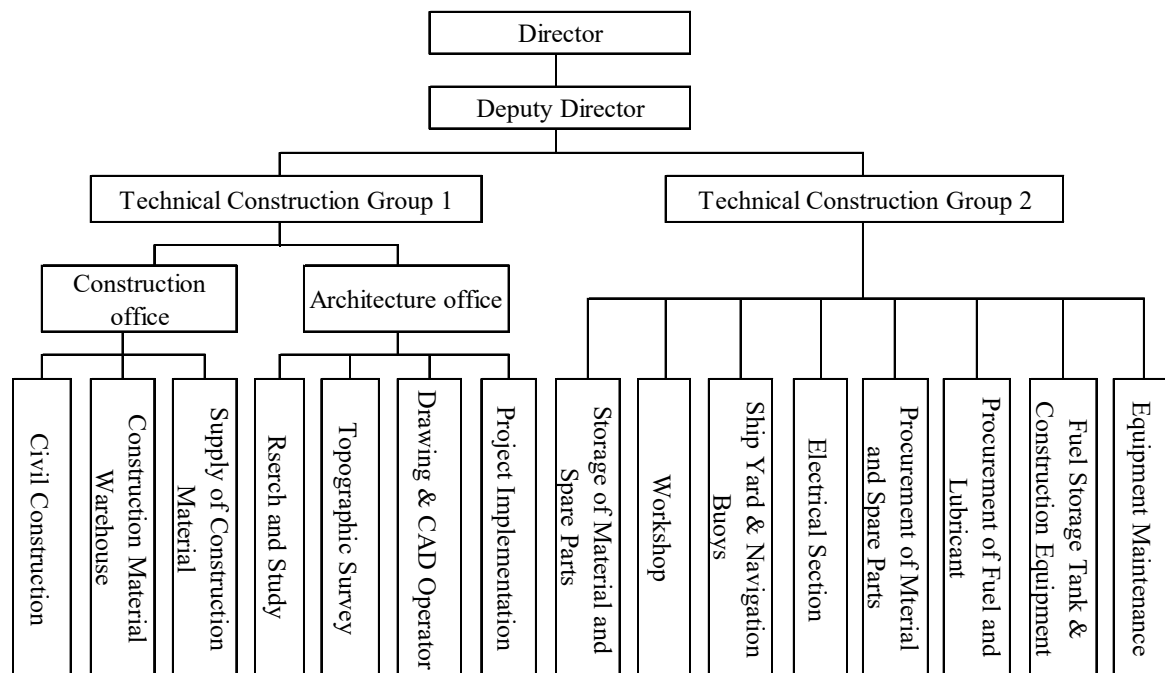 Director
Deputy Director
Technical Construction Group 1
Technical Construction Group 2
Construction
office
Architecture office
Civil Construction
Construction Material
Warehouse
Supply of Construction
Material
Rserch and Study
Topographic Survey
Drawing & CAD Operator
Project Implementation
Storage of Material and
Spare Parts
Workshop
Ship Yard & Navigation
Buoys
Electrical Section
Procurement of Mterial
and Spare Parts
Procurement of Fuel and
Lubricant
Fuel Storage Tank &
Construction Equipment
Equipment Maintenance